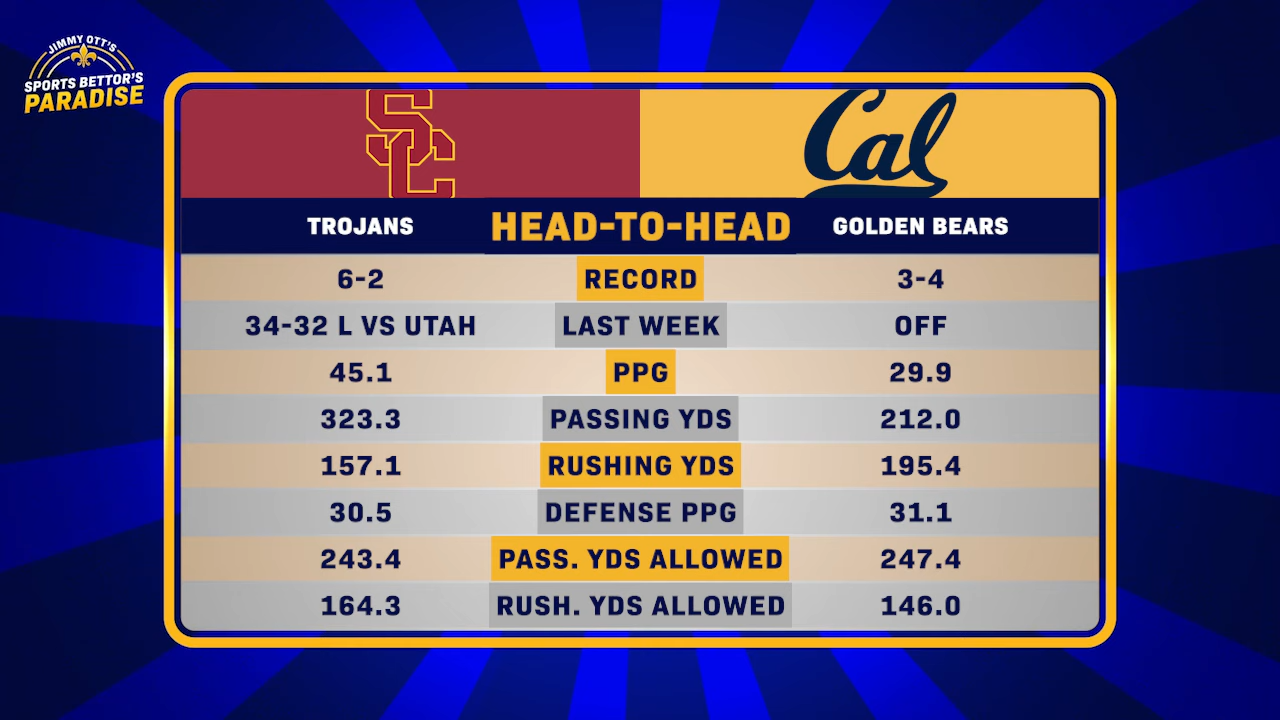 JIMMY OTT'S
SPORTS BETTOR'S
PARADISE
SC
Cal
TROJANS HEAD-TO-HEAD GOLDEN BEARS
6-2 RECORD 3-4
34-32 L VS UTAH LAST WEEK OFF
45.1 PPG 29.9
323.3 PASSING YDS 212.0
157.1 RUSHING YDS 195.4
30.5 DEFENSE PPG 31.1
243.4 PASS. YDS ALLOWED 247.4
164.3 RUSH. YDS ALLOWED 146.0